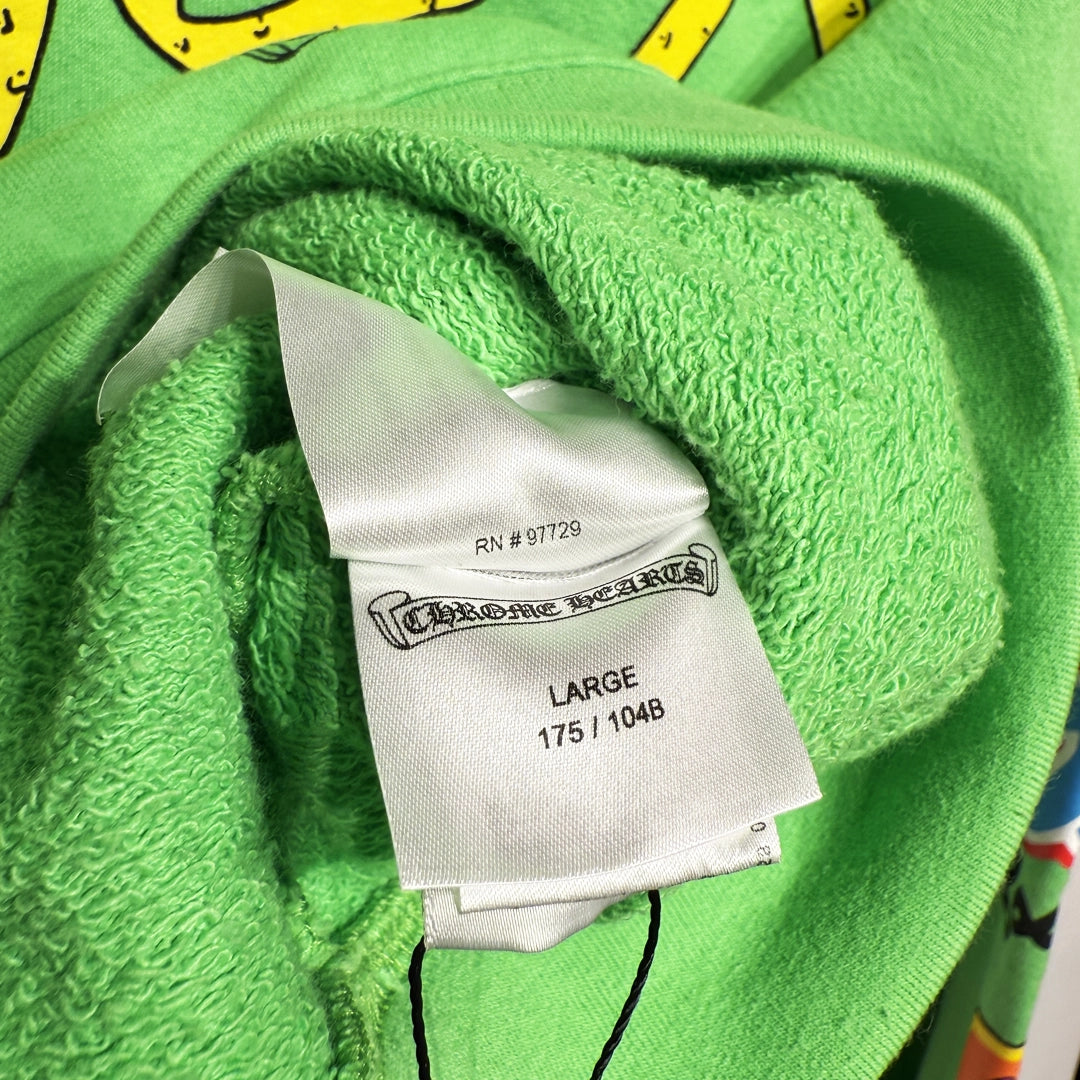 RN # 97729
CHROME HEARTS
LARGE
175 / 104B